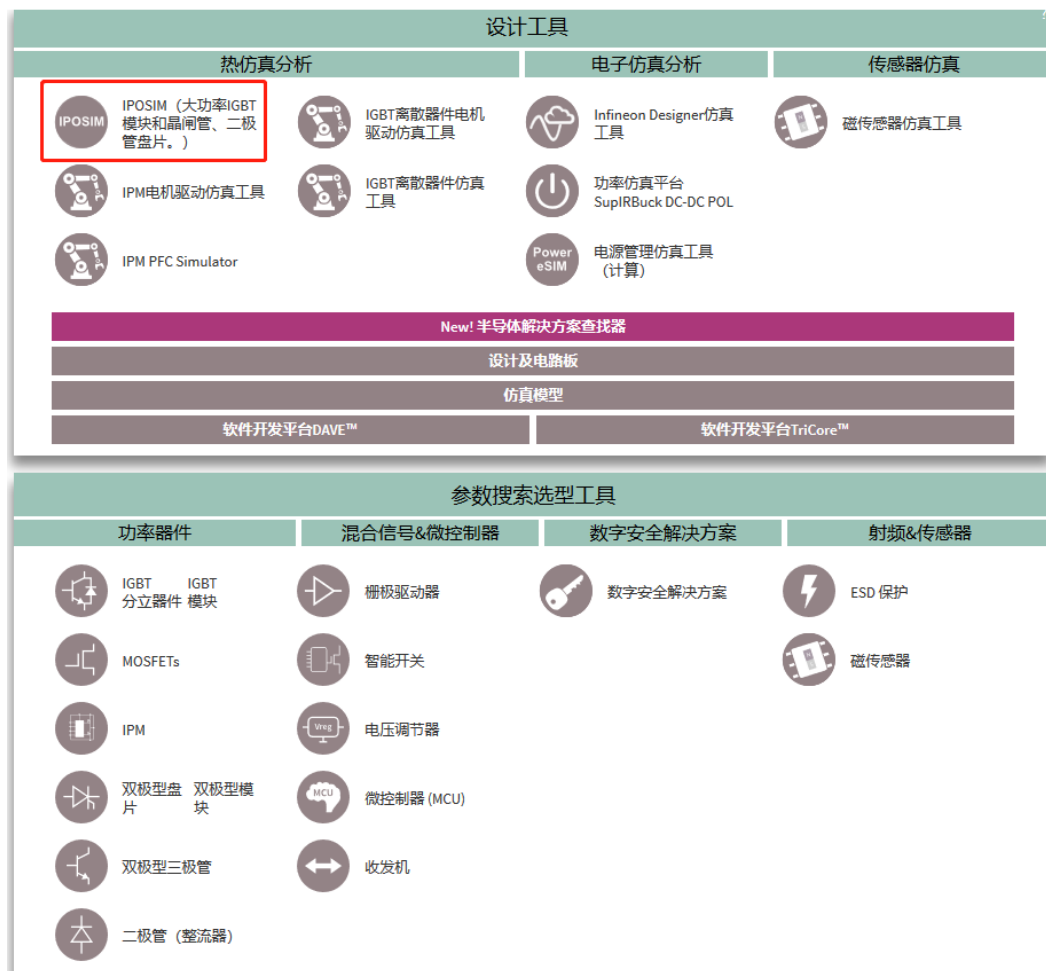 设计工具
热仿真分析
电子仿真分析
传感器仿真
IPOSIM
IPOSIM（大功率IGBT
模块和晶闸管、二极
管盘片。）
IGBT离散器件电机
驱动仿真工具
Infineon Designer仿真
工具
磁传感器仿真工具
IPM电机驱动仿真工具
IGBT离散器件仿真
工具
功率仿真平台
SupIRBuck DC-DC POL
IPM PFC Simulator
Power
eSIM
电源管理仿真工具
（计算）
New! 半导体解决方案查找器
设计及电路板
仿真模型
软件开发平台DAVE™
软件开发平台TriCore™
参数搜索选型工具
功率器件
混合信号&微控制器
数字安全解决方案
射频&传感器
IGBT
分立器件
IGBT
模块
栅极驱动器
数字安全解决方案
ESD 保护
MOSFETs
智能开关
磁传感器
IPM
Vreg
电压调节器
双极型盘
片
双极型模
块
MCU
微控制器 (MCU)
双极型三极管
收发机
二极管（整流器）